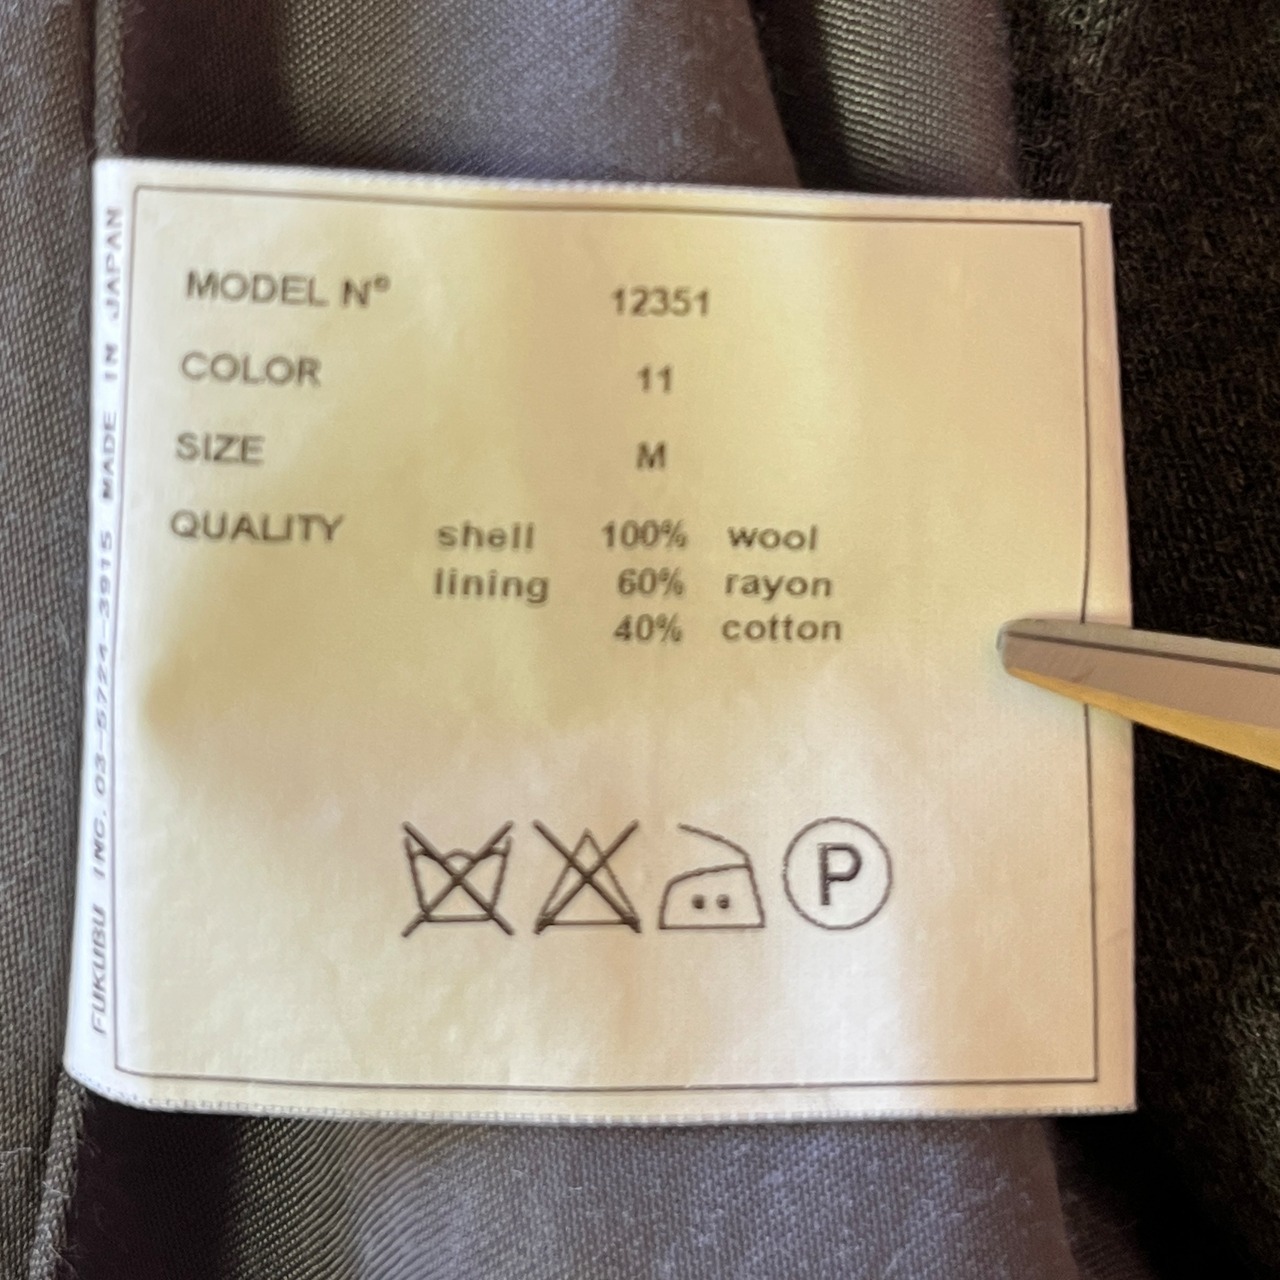 MODEL Nº 12351
COLOR 11
SIZE M
QUALITY shell 100% wool
lining 60% rayon
40% cotton
P
FUKUBU INC. 03-5724-3915 MADE IN JAPAN